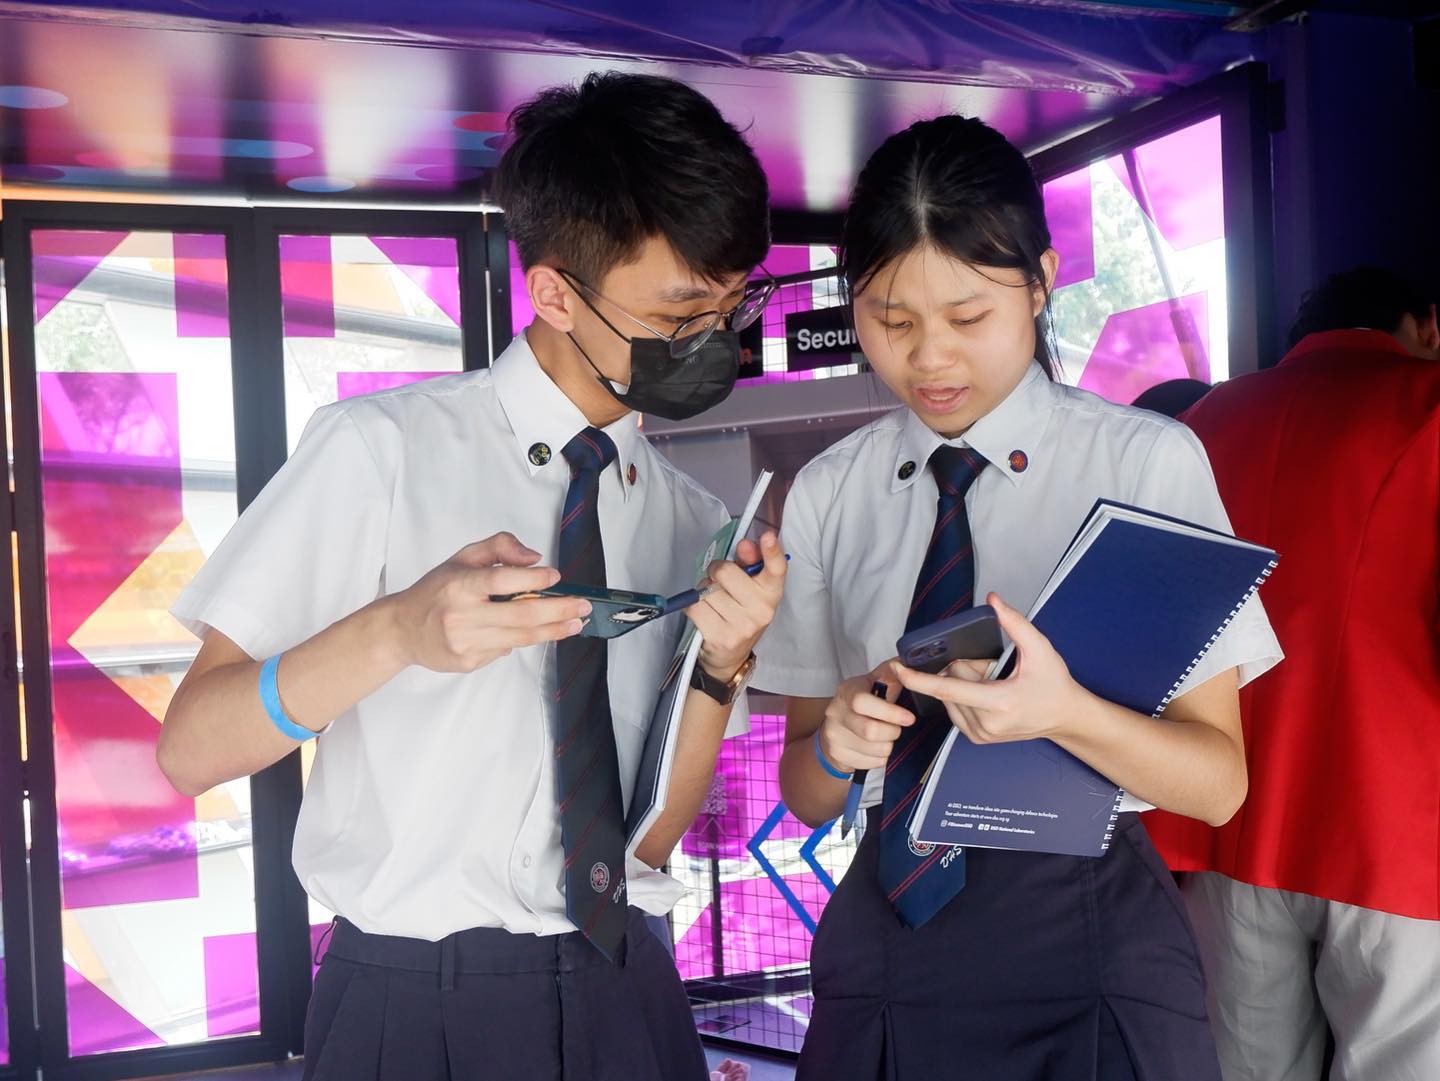 Secur
DHS
DHS
At DSO, we transform ideas into game-changing defence technologies.
Your adventure starts at www.dso.org.sg
DSO National Laboratories